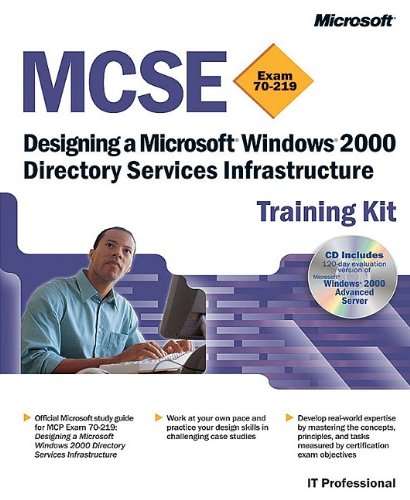 Microsoft
MCSE
Exam
70-219
Designing a Microsoft® Windows® 2000
Directory Services Infrastructure
Training Kit
CD Includes
120-day evaluation
version of
Microsoft®
Windows® 2000
Advanced
Server
Official Microsoft study guide
for MCP Exam 70-219:
Designing a Microsoft
Windows 2000 Directory
Services Infrastructure
Work at your own pace and
practice your design skills in
challenging case studies
Develop real-world expertise
by mastering the concepts,
principles, and tasks
measured by certification
exam objectives
IT Professional